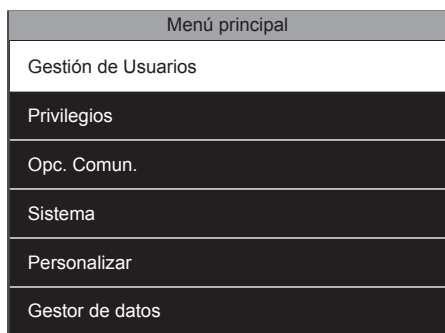 Menú principal
Gestión de Usuarios
Privilegios
Opc. Comun.
Sistema
Personalizar
Gestor de datos